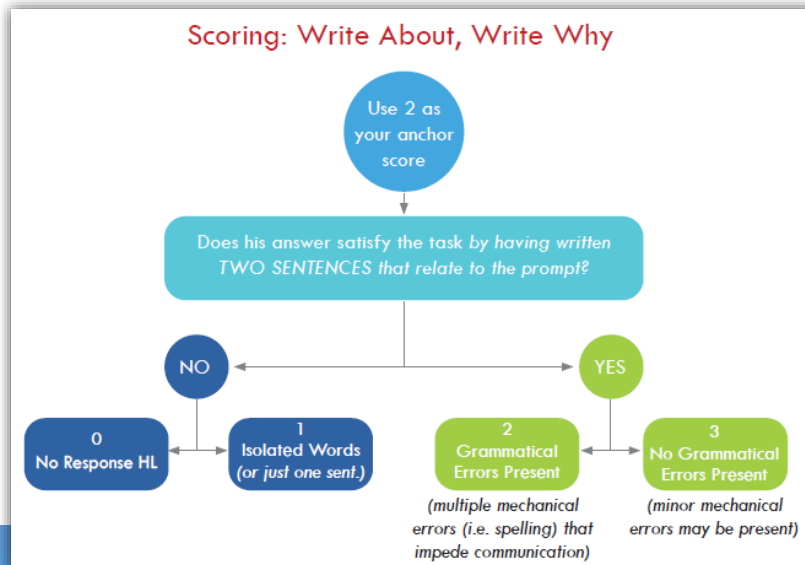 Scoring: Write About, Write Why
Use 2 as
your anchor
score
Does his answer satisfy the task by having written
TWO SENTENCES that relate to the prompt?
NO
YES
0
No Response HL
1
Isolated Words
(or just one sent.)
2
Grammatical
Errors Present
3
No Grammatical
Errors Present
(multiple mechanical
errors (i.e. spelling) that
impede communication)
(minor mechanical
errors may be present)